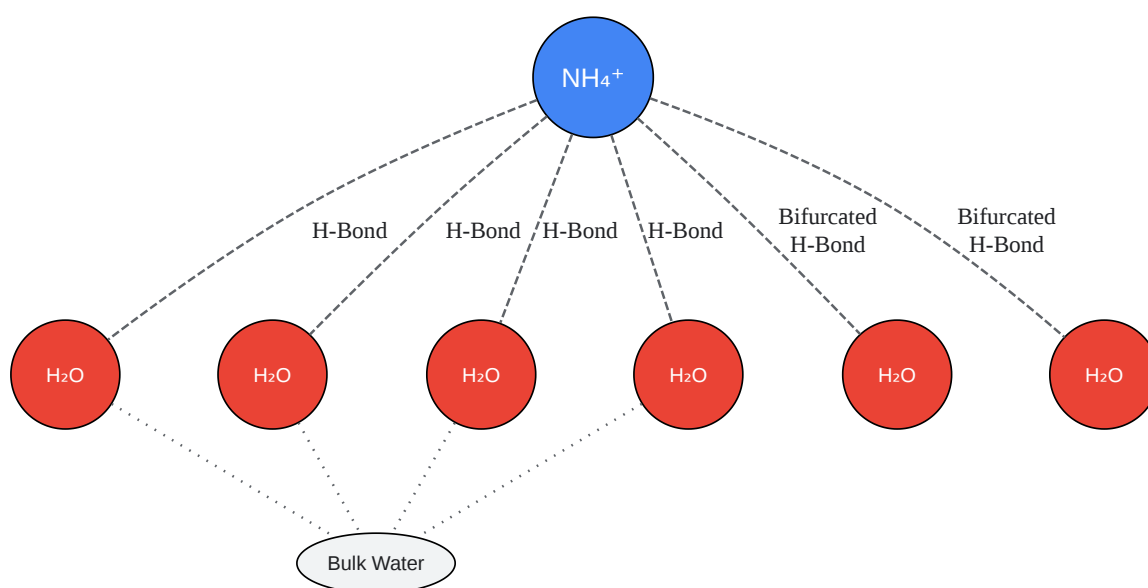 NH₄⁺
H-Bond
H-Bond
H-Bond
H-Bond
Bifurcated
H-Bond
Bifurcated
H-Bond
H₂O
H₂O
H₂O
H₂O
H₂O
H₂O
Bulk Water